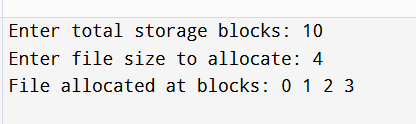 Enter total storage blocks: 10
Enter file size to allocate: 4
File allocated at blocks: 0 1 2 3